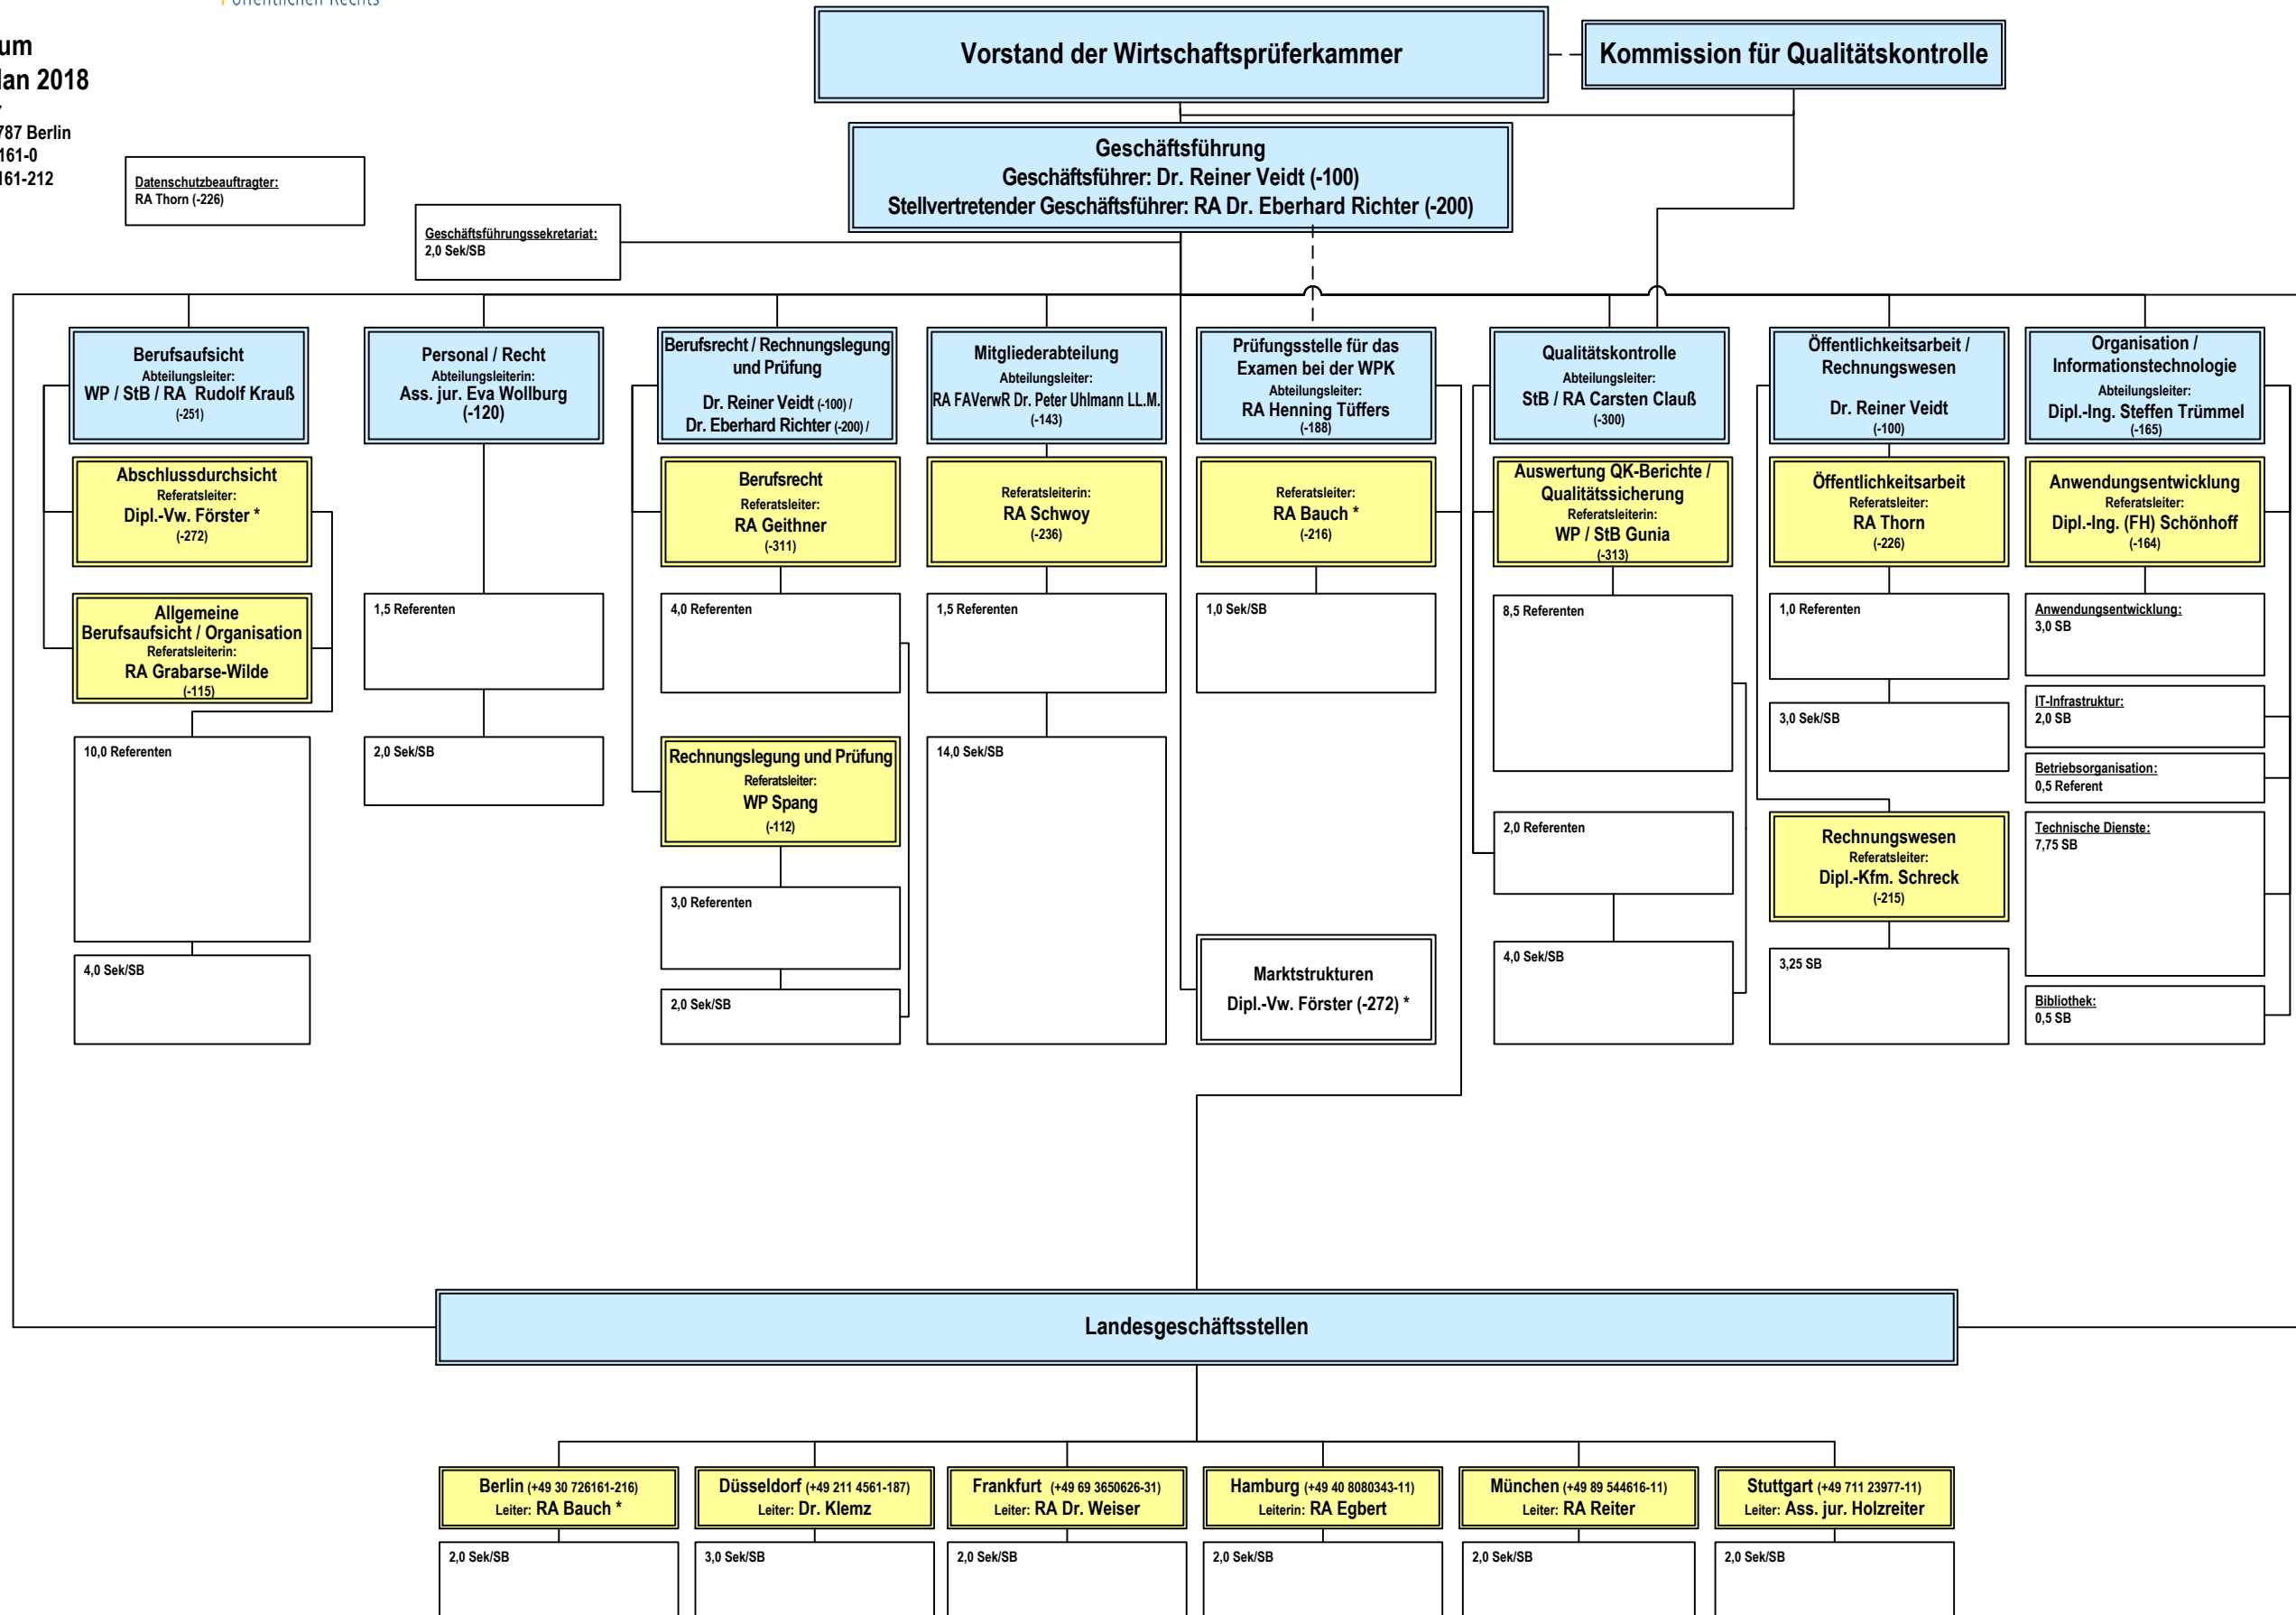 öffentlichen Rechts
um
lan 2018
787 Berlin
161-0
161-212
Vorstand der Wirtschaftsprüferkammer
Kommission für Qualitätskontrolle
Geschäftsführung
Geschäftsführer: Dr. Reiner Veidt (-100)
Stellvertretender Geschäftsführer: RA Dr. Eberhard Richter (-200)
Datenschutzbeauftragter:
RA Thorn (-226)
Geschäftsführungssekretariat:
2,0 Sek/SB
Berufsaufsicht
Abteilungsleiter:
WP / StB / RA Rudolf Krauß
(-251)
Abschlussdurchsicht
Referatsleiter:
Dipl.-Vw. Förster *
(-272)
Allgemeine
Berufsaufsicht / Organisation
Referatsleiterin:
RA Grabarse-Wilde
(-115)
10,0 Referenten
4,0 Sek/SB
Personal / Recht
Abteilungsleiterin:
Ass. jur. Eva Wollburg
(-120)
1,5 Referenten
2,0 Sek/SB
Berufsrecht / Rechnungslegung
und Prüfung
Dr. Reiner Veidt (-100) /
Dr. Eberhard Richter (-200) /
Berufsrecht
Referatsleiter:
RA Geithner
(-311)
4,0 Referenten
Rechnungslegung und Prüfung
Referatsleiter:
WP Spang
(-112)
3,0 Referenten
2,0 Sek/SB
Mitgliederabteilung
Abteilungsleiter:
RA FAVerwR Dr. Peter Uhlmann LL.M.
(-143)
Referatsleiterin:
RA Schwoy
(-236)
1,5 Referenten
14,0 Sek/SB
Prüfungsstelle für das
Examen bei der WPK
Abteilungsleiter:
RA Henning Tüffers
(-188)
Referatsleiter:
RA Bauch *
(-216)
1,0 Sek/SB
Marktstrukturen
Dipl.-Vw. Förster (-272) *
Qualitätskontrolle
Abteilungsleiter:
StB / RA Carsten Clauß
(-300)
Auswertung QK-Berichte /
Qualitätssicherung
Referatsleiterin:
WP / StB Gunia
(-313)
8,5 Referenten
2,0 Referenten
4,0 Sek/SB
Öffentlichkeitsarbeit /
Rechnungswesen
Dr. Reiner Veidt
(-100)
Öffentlichkeitsarbeit
Referatsleiter:
RA Thorn
(-226)
1,0 Referenten
3,0 Sek/SB
Rechnungswesen
Referatsleiter:
Dipl.-Kfm. Schreck
(-215)
3,25 SB
Organisation /
Informationstechnologie
Abteilungsleiter:
Dipl.-Ing. Steffen Trümmel
(-165)
Anwendungsentwicklung
Referatsleiter:
Dipl.-Ing. (FH) Schönhoff
(-164)
Anwendungsentwicklung:
3,0 SB
IT-Infrastruktur:
2,0 SB
Betriebsorganisation:
0,5 Referent
Technische Dienste:
7,75 SB
Bibliothek:
0,5 SB
Landesgeschäftsstellen
Berlin (+49 30 726161-216)
Leiter: RA Bauch *
2,0 Sek/SB
Düsseldorf (+49 211 4561-187)
Leiter: Dr. Klemz
3,0 Sek/SB
Frankfurt (+49 69 3650626-31)
Leiter: RA Dr. Weiser
2,0 Sek/SB
Hamburg (+49 40 8080343-11)
Leiterin: RA Egbert
2,0 Sek/SB
München (+49 89 544616-11)
Leiter: RA Reiter
2,0 Sek/SB
Stuttgart (+49 711 23977-11)
Leiter: Ass. jur. Holzreiter
2,0 Sek/SB